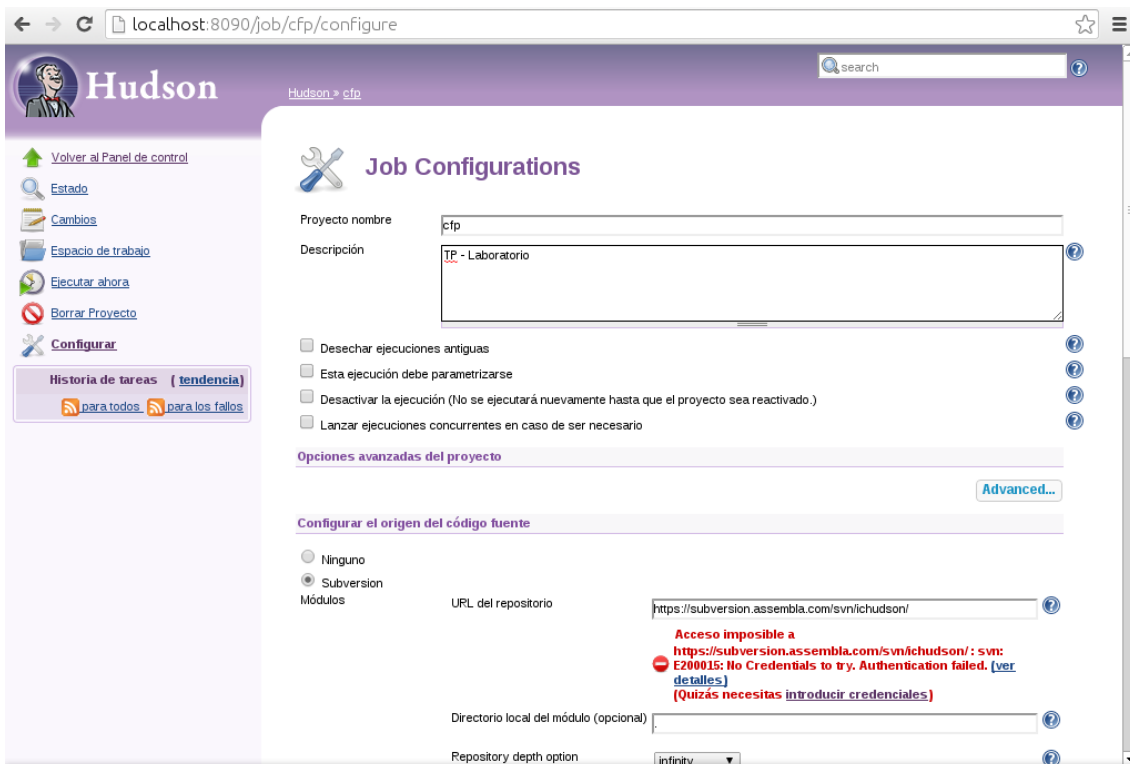 localhost:8090/job/cfp/configure
Hudson
search
Hudson » cfp
Volver al Panel de control
Estado
Cambios
Espacio de trabajo
Ejecutar ahora
Borrar Proyecto
Configurar
Historia de tareas ( tendencia)
para todos para los fallos
Job Configurations
Proyecto nombre
cfp
Descripción
TP - Laboratorio
Desechar ejecuciones antiguas
Esta ejecución debe parametrizarse
Desactivar la ejecución (No se ejecutará nuevamente hasta que el proyecto sea reactivado.)
Lanzar ejecuciones concurrentes en caso de ser necesario
Opciones avanzadas del proyecto
Advanced...
Configurar el origen del código fuente
Ninguno
Subversion
Módulos
URL del repositorio
https://subversion.assembla.com/svn/ichudson/
Acceso imposible a
https://subversion.assembla.com/svn/ichudson/ : svn:
E200015: No Credentials to try. Authentication failed. (ver
detalles)
(Quizás necesitas introducir credenciales)
Directorio local del módulo (opcional)
.
Repository depth option
infinity